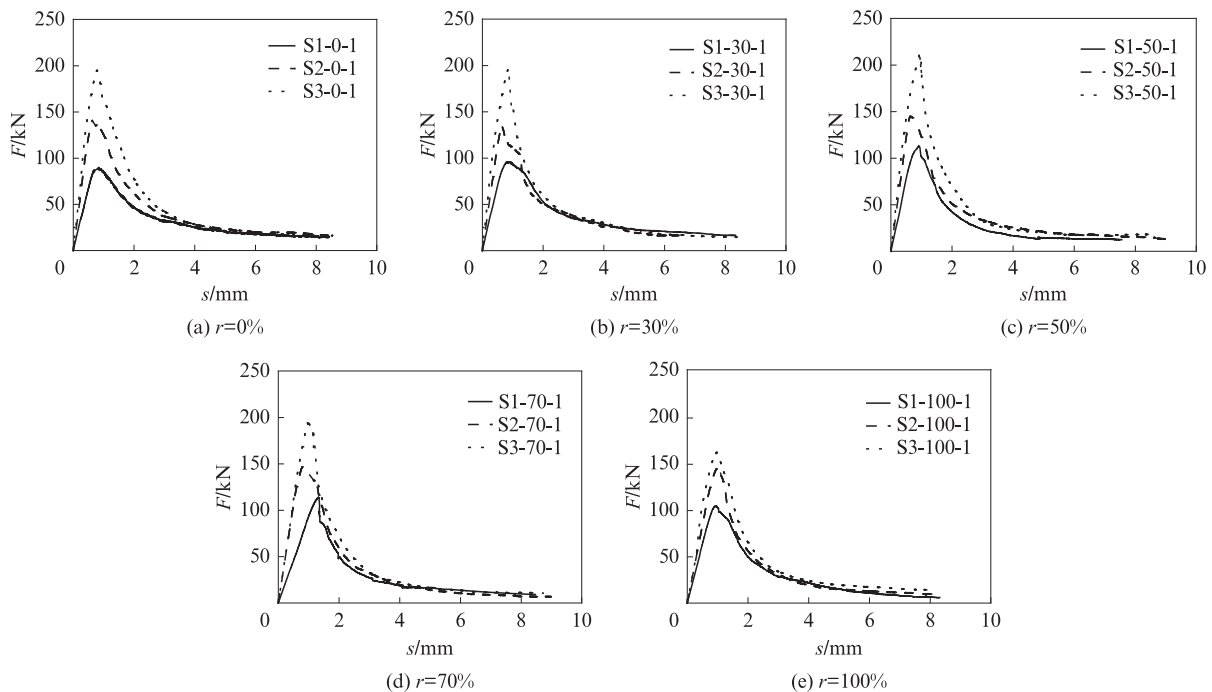 250
200
150
100
50
0
2
4
6
8
10
F/kN
s/mm
S1-0-1
S2-0-1
S3-0-1
(a) r=0%
250
200
150
100
50
0
2
4
6
8
10
F/kN
s/mm
S1-30-1
S2-30-1
S3-30-1
(b) r=30%
250
200
150
100
50
0
2
4
6
8
10
F/kN
s/mm
S1-50-1
S2-50-1
S3-50-1
(c) r=50%
250
200
150
100
50
0
2
4
6
8
10
F/kN
s/mm
S1-70-1
S2-70-1
S3-70-1
(d) r=70%
250
200
150
100
50
0
2
4
6
8
10
F/kN
s/mm
S1-100-1
S2-100-1
S3-100-1
(e) r=100%